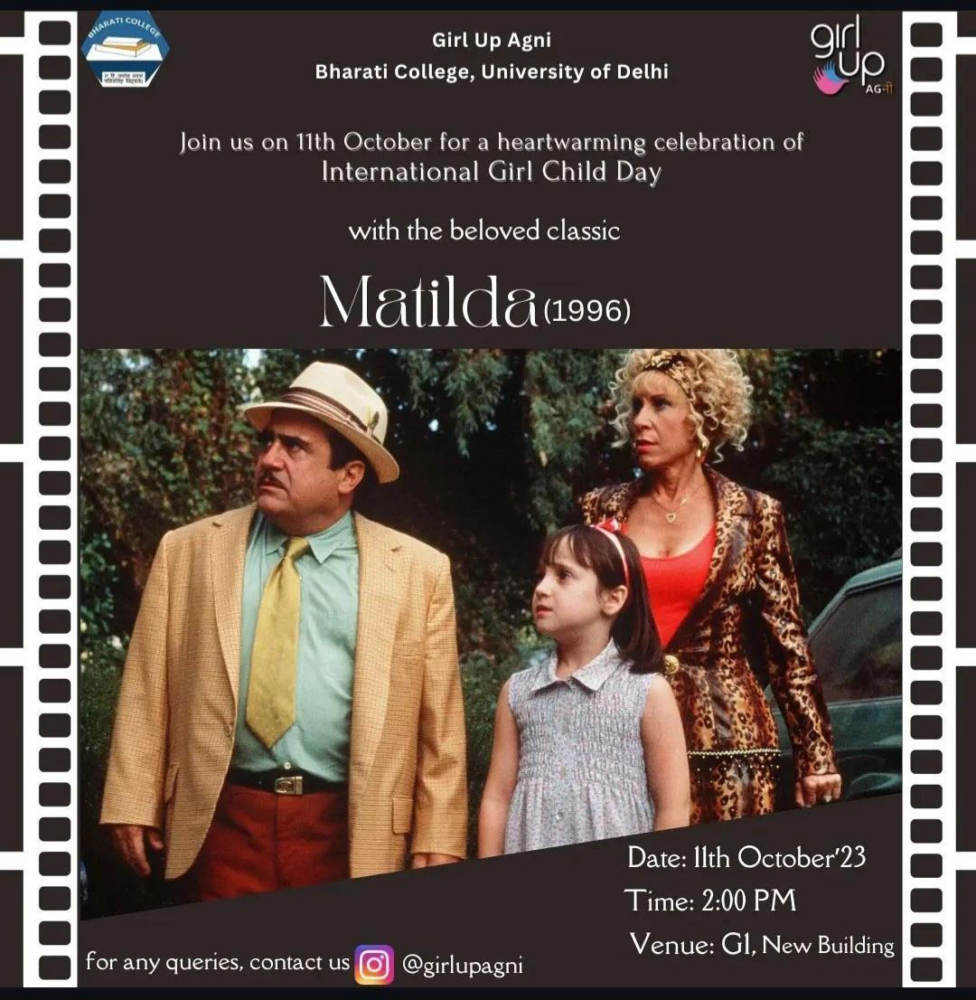 BHARATI COLLEGE
girl
up
AGनी
Girl Up Agni
Bharati College, University of Delhi
Join us on 11th October for a heartwarming celebration of
International Girl Child Day
with the beloved classic
Matilda (1996)
Date: 11th October'23
Time: 2:00 PM
Venue: G1, New Building
for any queries, contact us @girlupagni